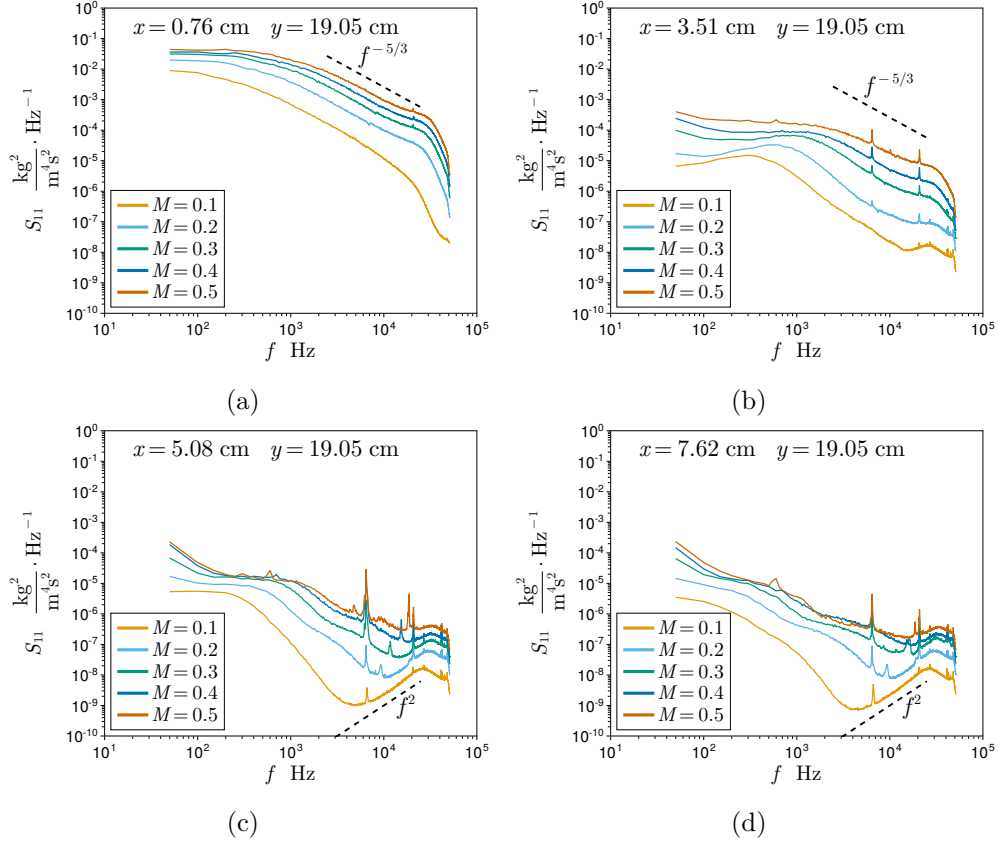 x = 0.76 cm y = 19.05 cm
f^{-5/3}
10^0
10^{-1}
10^{-2}
10^{-3}
10^{-4}
10^{-5}
10^{-6}
10^{-7}
10^{-8}
10^{-9}
10^{-10}
S_{11} \frac{kg^2}{m^4 s^2} · Hz^{-1}
M = 0.1
M = 0.2
M = 0.3
M = 0.4
M = 0.5
10^1 10^2 10^3 10^4 10^5
f Hz
(a)
x = 3.51 cm y = 19.05 cm
f^{-5/3}
10^0
10^{-1}
10^{-2}
10^{-3}
10^{-4}
10^{-5}
10^{-6}
10^{-7}
10^{-8}
10^{-9}
10^{-10}
S_{11} \frac{kg^2}{m^4 s^2} · Hz^{-1}
M = 0.1
M = 0.2
M = 0.3
M = 0.4
M = 0.5
10^1 10^2 10^3 10^4 10^5
f Hz
(b)
x = 5.08 cm y = 19.05 cm
10^0
10^{-1}
10^{-2}
10^{-3}
10^{-4}
10^{-5}
10^{-6}
10^{-7}
10^{-8}
10^{-9}
10^{-10}
S_{11} \frac{kg^2}{m^4 s^2} · Hz^{-1}
M = 0.1
M = 0.2
M = 0.3
M = 0.4
M = 0.5
f^2
10^1 10^2 10^3 10^4 10^5
f Hz
(c)
x = 7.62 cm y = 19.05 cm
10^0
10^{-1}
10^{-2}
10^{-3}
10^{-4}
10^{-5}
10^{-6}
10^{-7}
10^{-8}
10^{-9}
10^{-10}
S_{11} \frac{kg^2}{m^4 s^2} · Hz^{-1}
M = 0.1
M = 0.2
M = 0.3
M = 0.4
M = 0.5
f^2
10^1 10^2 10^3 10^4 10^5
f Hz
(d)